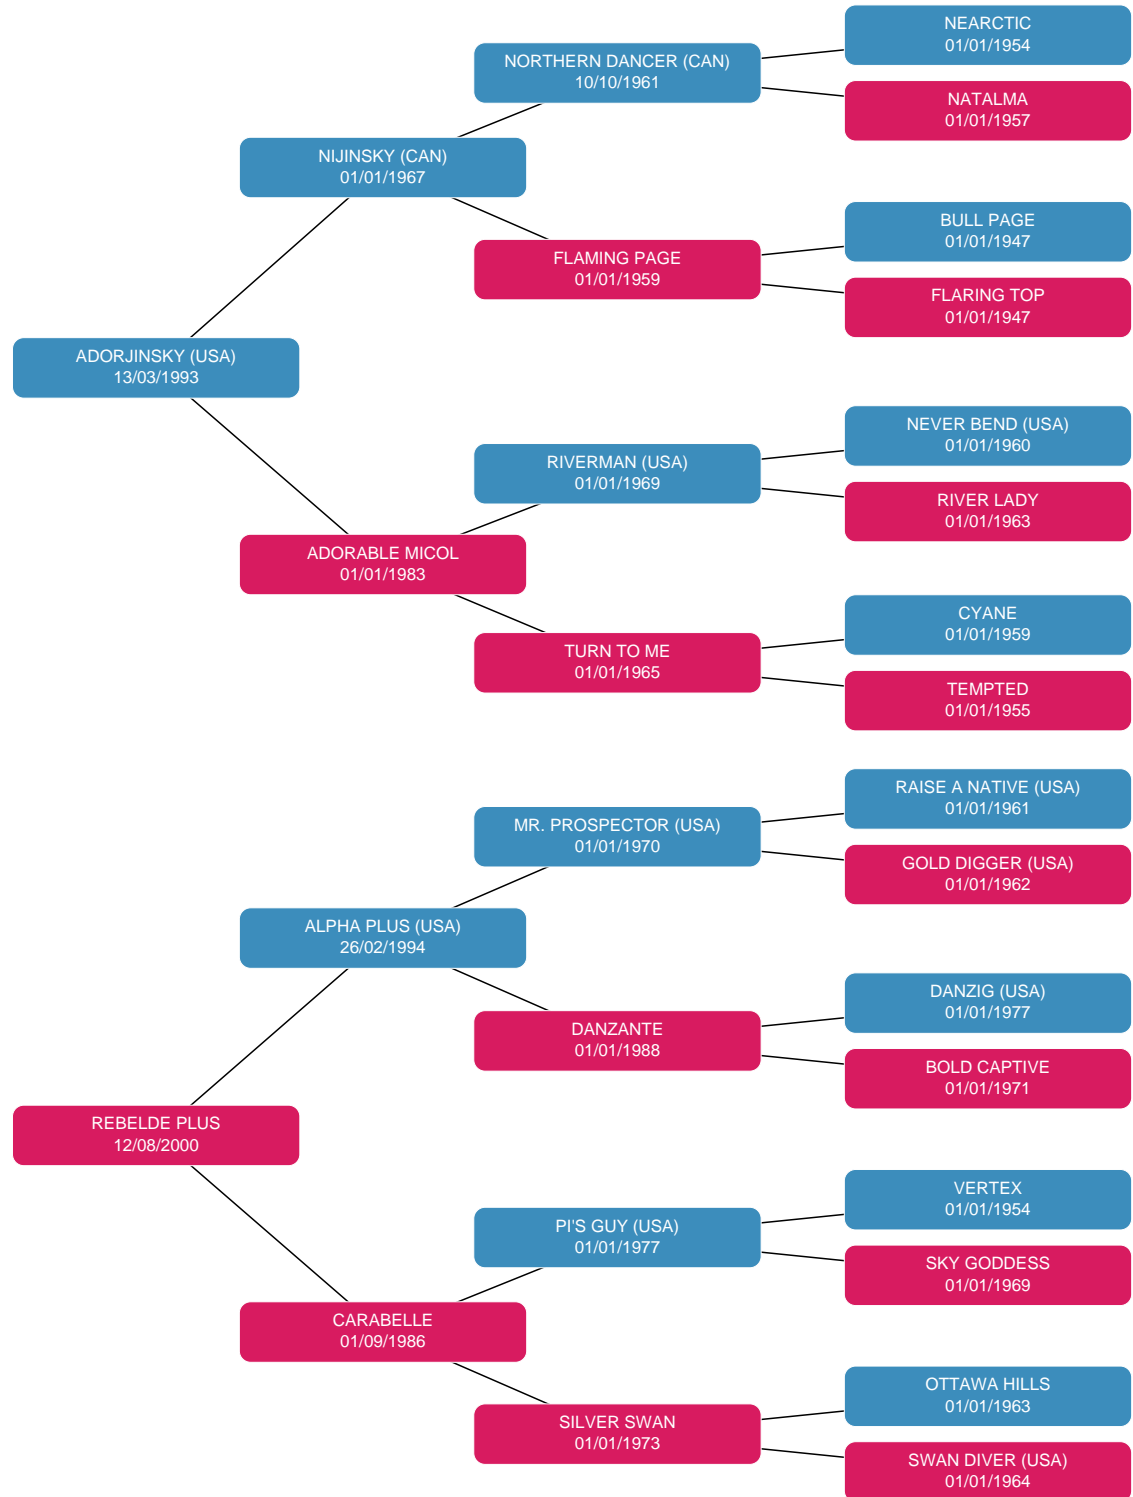 NEARCTIC
01/01/1954
NORTHERN DANCER (CAN)
10/10/1961
NATALMA
01/01/1957
NIJINSKY (CAN)
01/01/1967
BULL PAGE
01/01/1947
FLAMING PAGE
01/01/1959
FLARING TOP
01/01/1947
ADORJINSKY (USA)
13/03/1993
NEVER BEND (USA)
01/01/1960
RIVERMAN (USA)
01/01/1969
RIVER LADY
01/01/1963
ADORABLE MICOL
01/01/1983
CYANE
01/01/1959
TURN TO ME
01/01/1965
TEMPTED
01/01/1955
RAISE A NATIVE (USA)
01/01/1961
MR. PROSPECTOR (USA)
01/01/1970
GOLD DIGGER (USA)
01/01/1962
ALPHA PLUS (USA)
26/02/1994
DANZIG (USA)
01/01/1977
DANZANTE
01/01/1988
BOLD CAPTIVE
01/01/1971
REBELDE PLUS
12/08/2000
VERTEX
01/01/1954
PI'S GUY (USA)
01/01/1977
SKY GODDESS
01/01/1969
CARABELLE
01/09/1986
OTTAWA HILLS
01/01/1963
SILVER SWAN
01/01/1973
SWAN DIVER (USA)
01/01/1964